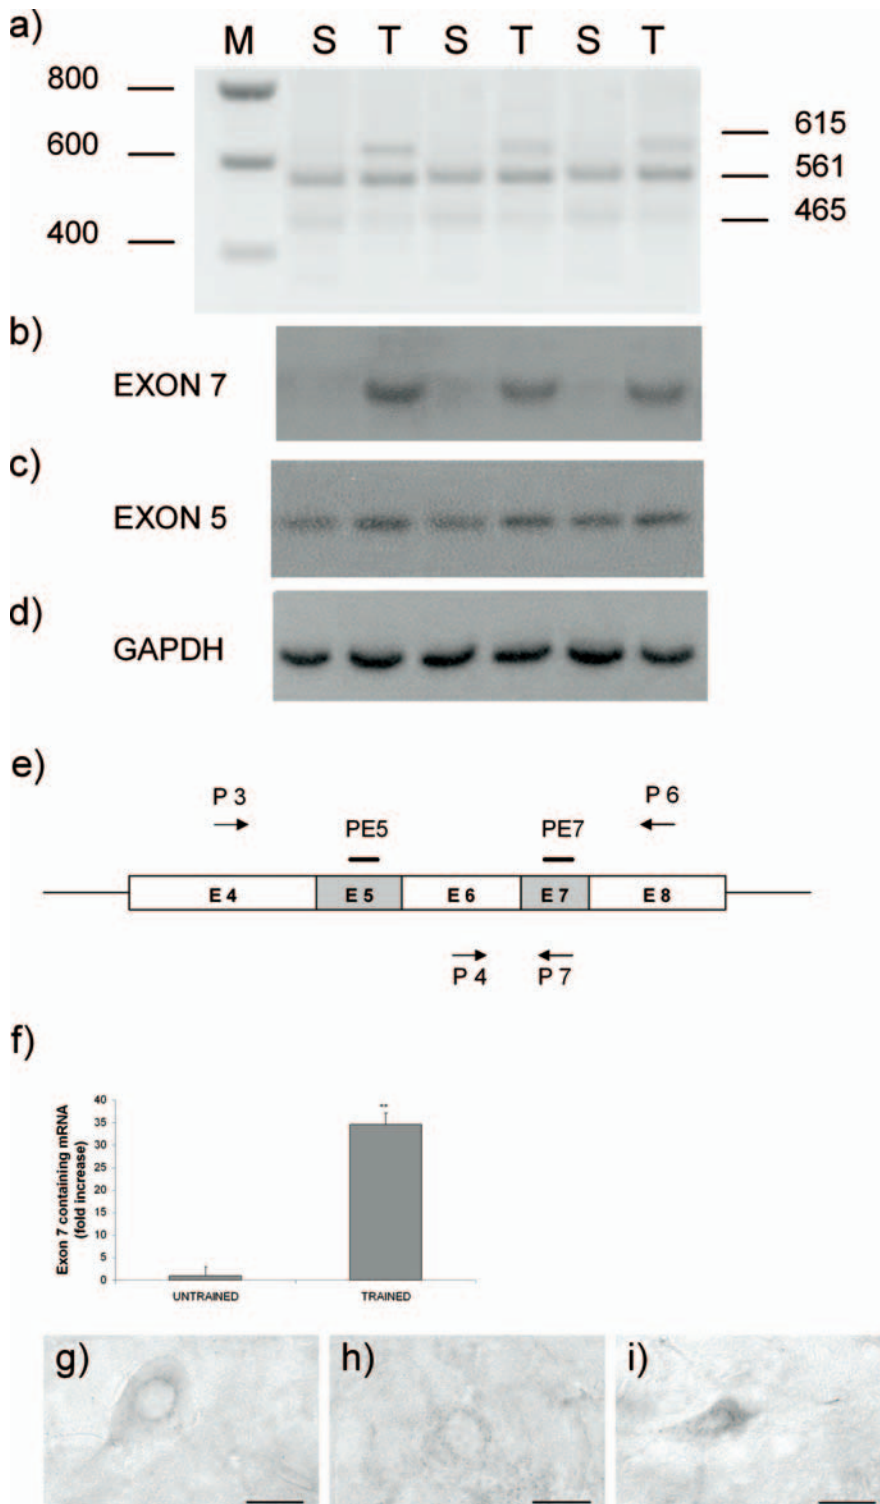 a)
M S T S T S T
800
600
400
615
561
465
b)
EXON 7
c)
EXON 5
d)
GAPDH
e)
P 3
P 6
PE5
PE7
E 4 E 5 E 6 E 7 E 8
P 4
P 7
f)
Exon 7 containing mRNA
(fold increase)
40
35
30
25
20
15
10
5
0
**
UNTRAINED
TRAINED
g) h) i)